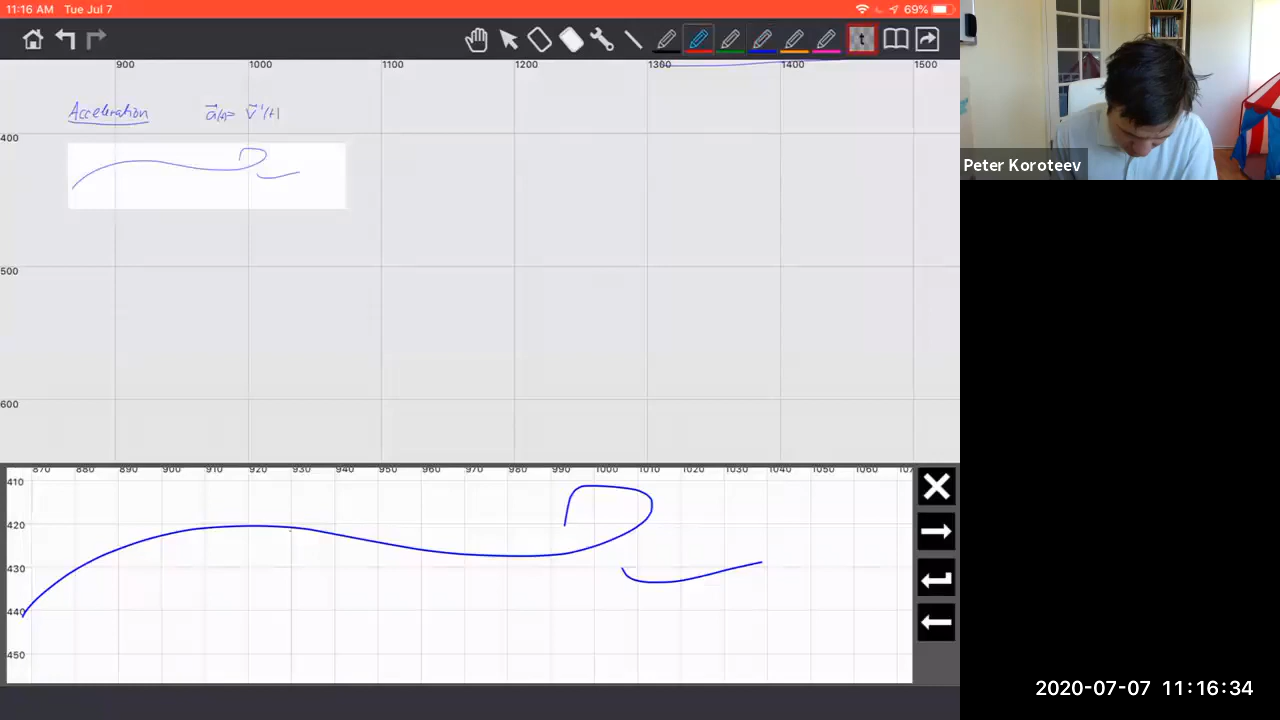 11:16 AM Tue Jul 7 69%
t
900 1000 1100 1200 1300 1400 1500
Acceleration a⃗(t)= v⃗'(t)
400
500
600
870 880 890 900 910 920 930 940 950 960 970 980 990 1000 1010 1020 1030 1040 1050 1060
410
420
430
440
450
Peter Koroteev
2020-07-07 11:16:34